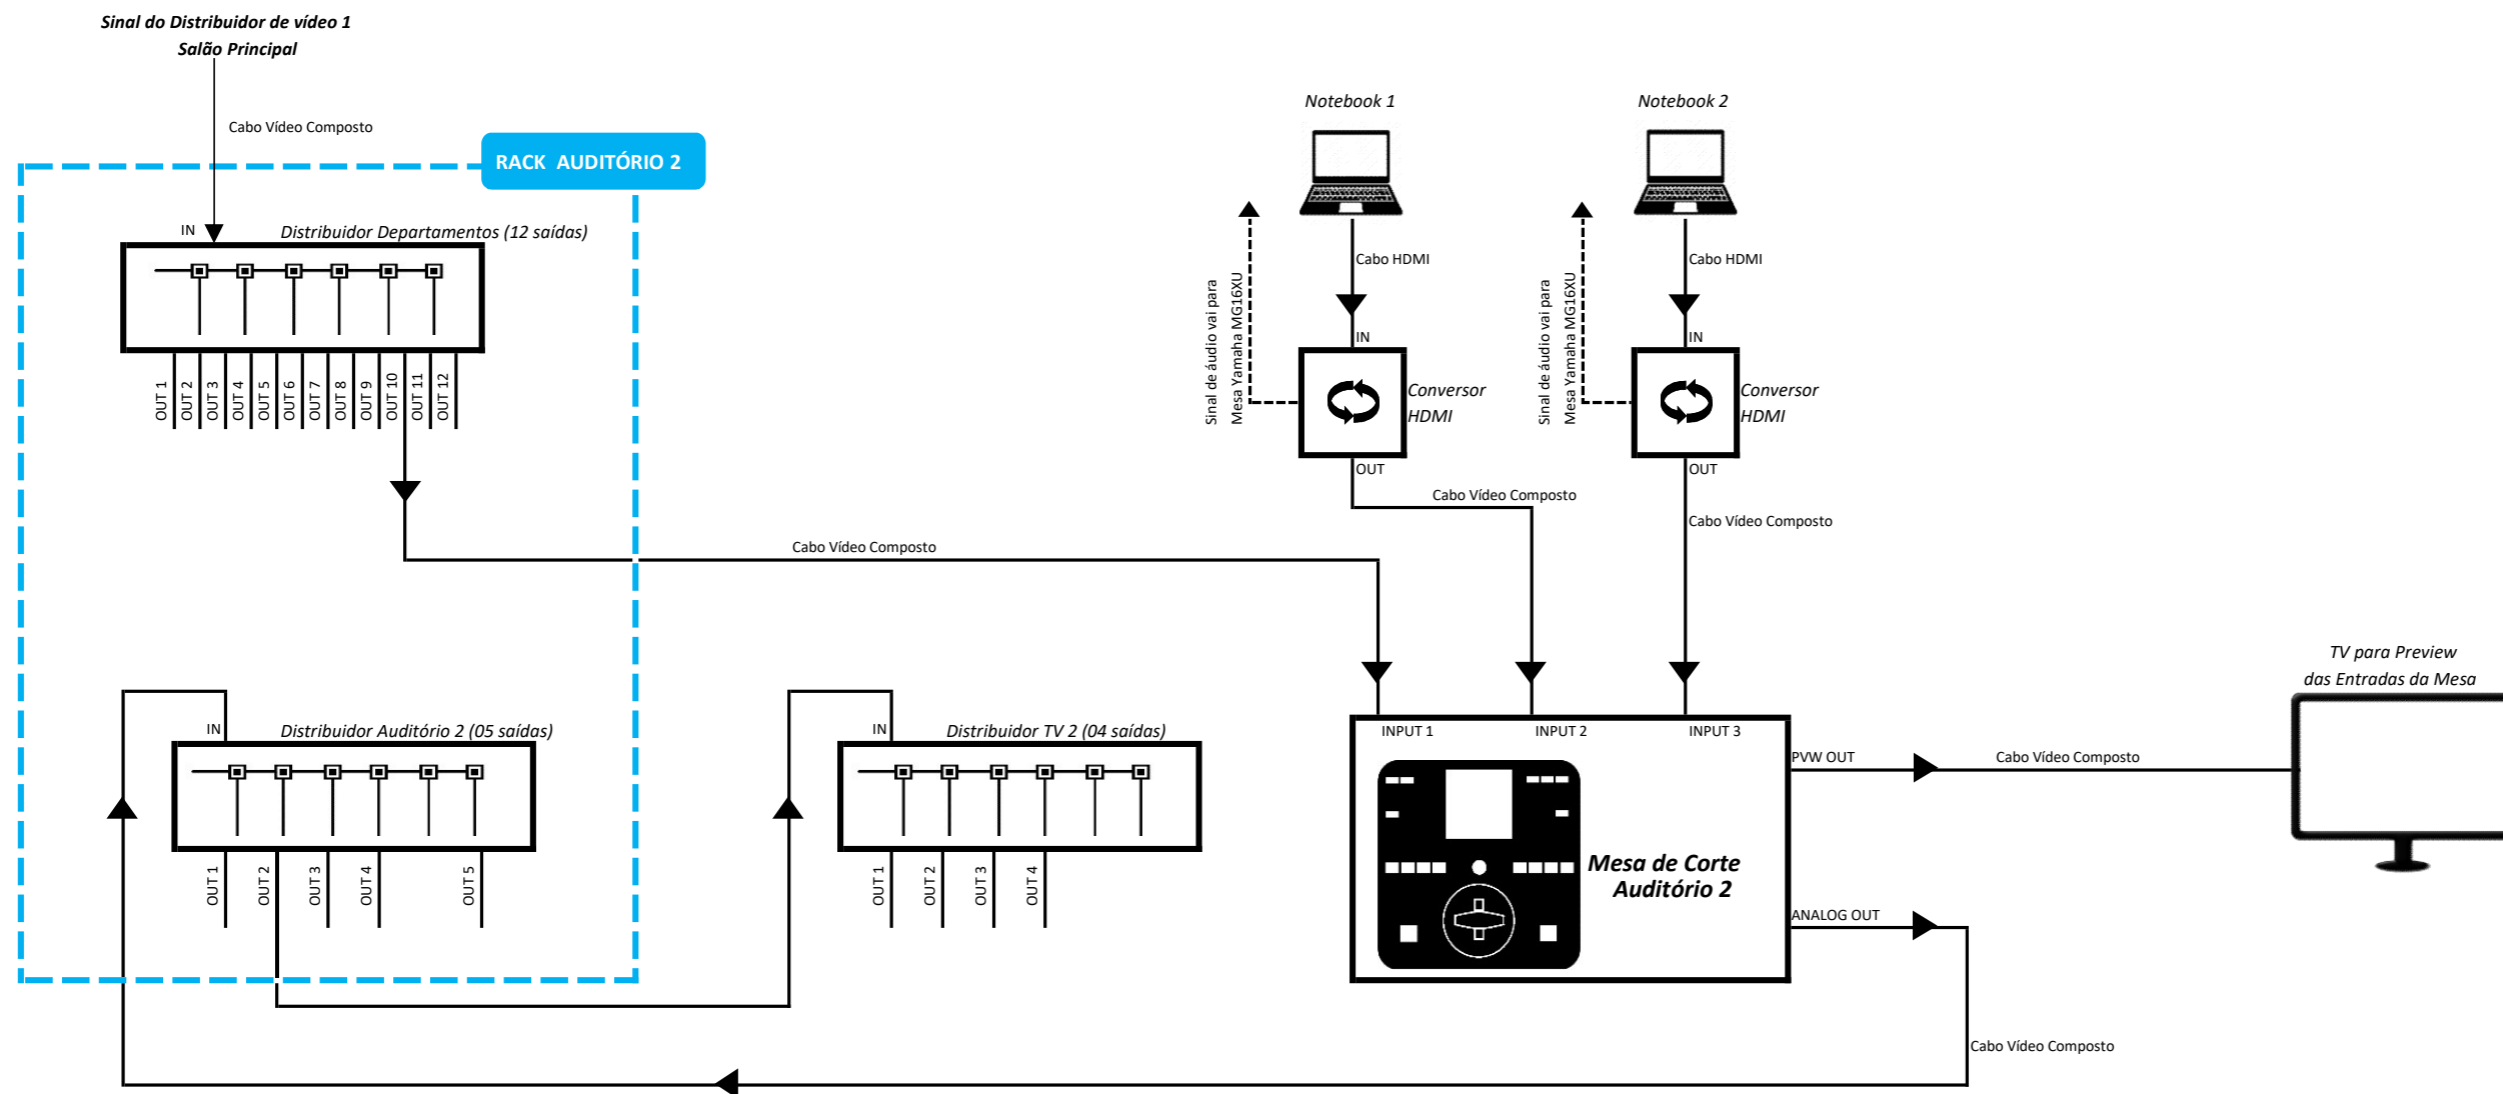 Sinal do Distribuidor de vídeo 1
Salão Principal
Cabo Vídeo Composto
RACK AUDITÓRIO 2
IN
Distribuidor Departamentos (12 saídas)
OUT 1
OUT 2
OUT 3
OUT 4
OUT 5
OUT 6
OUT 7
OUT 8
OUT 9
OUT 10
OUT 11
OUT 12
Notebook 1
Cabo HDMI
Sinal de áudio vai para
Mesa Yamaha MG16XU
IN
Conversor
HDMI
OUT
Cabo Vídeo Composto
Notebook 2
Cabo HDMI
Sinal de áudio vai para
Mesa Yamaha MG16XU
IN
Conversor
HDMI
OUT
Cabo Vídeo Composto
Cabo Vídeo Composto
IN
Distribuidor Auditório 2 (05 saídas)
OUT 1
OUT 2
OUT 3
OUT 4
OUT 5
IN
Distribuidor TV 2 (04 saídas)
OUT 1
OUT 2
OUT 3
OUT 4
INPUT 1
INPUT 2
INPUT 3
Mesa de Corte
Auditório 2
PVW OUT
Cabo Vídeo Composto
TV para Preview
das Entradas da Mesa
ANALOG OUT
Cabo Vídeo Composto